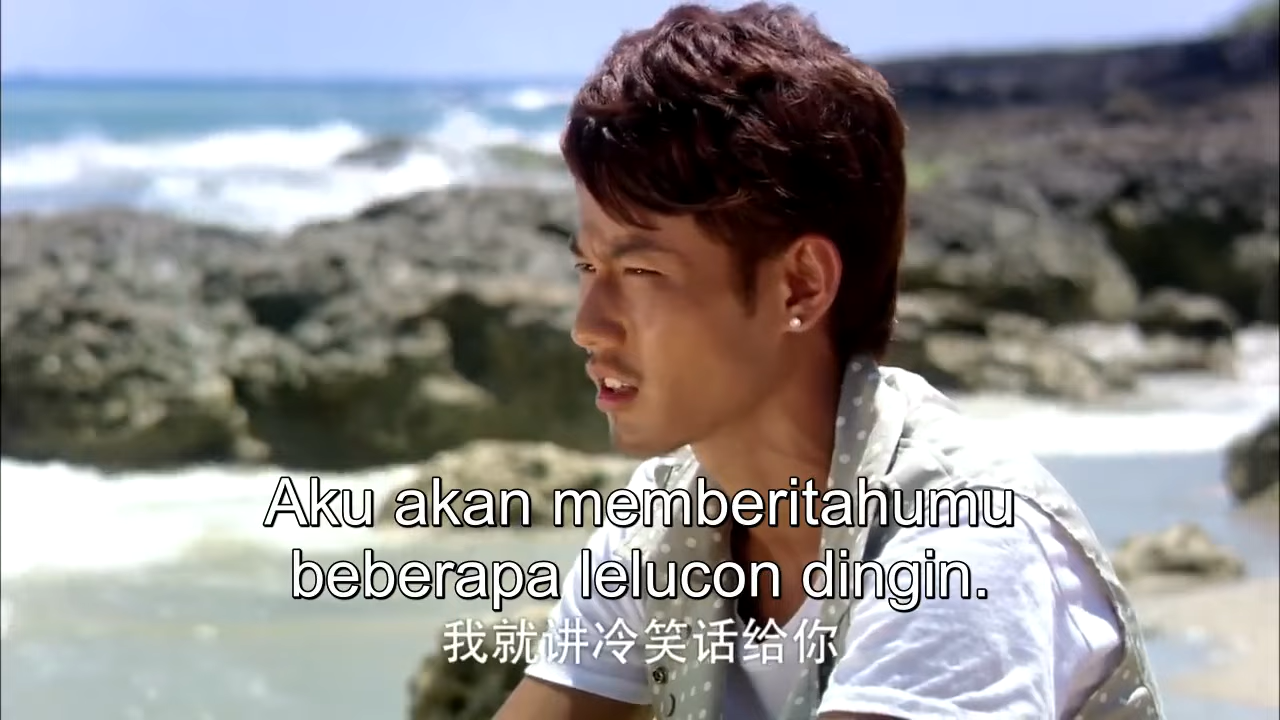 Aku akan memberitahumu
beberapa lelucon dingin.
我就讲冷笑话给你